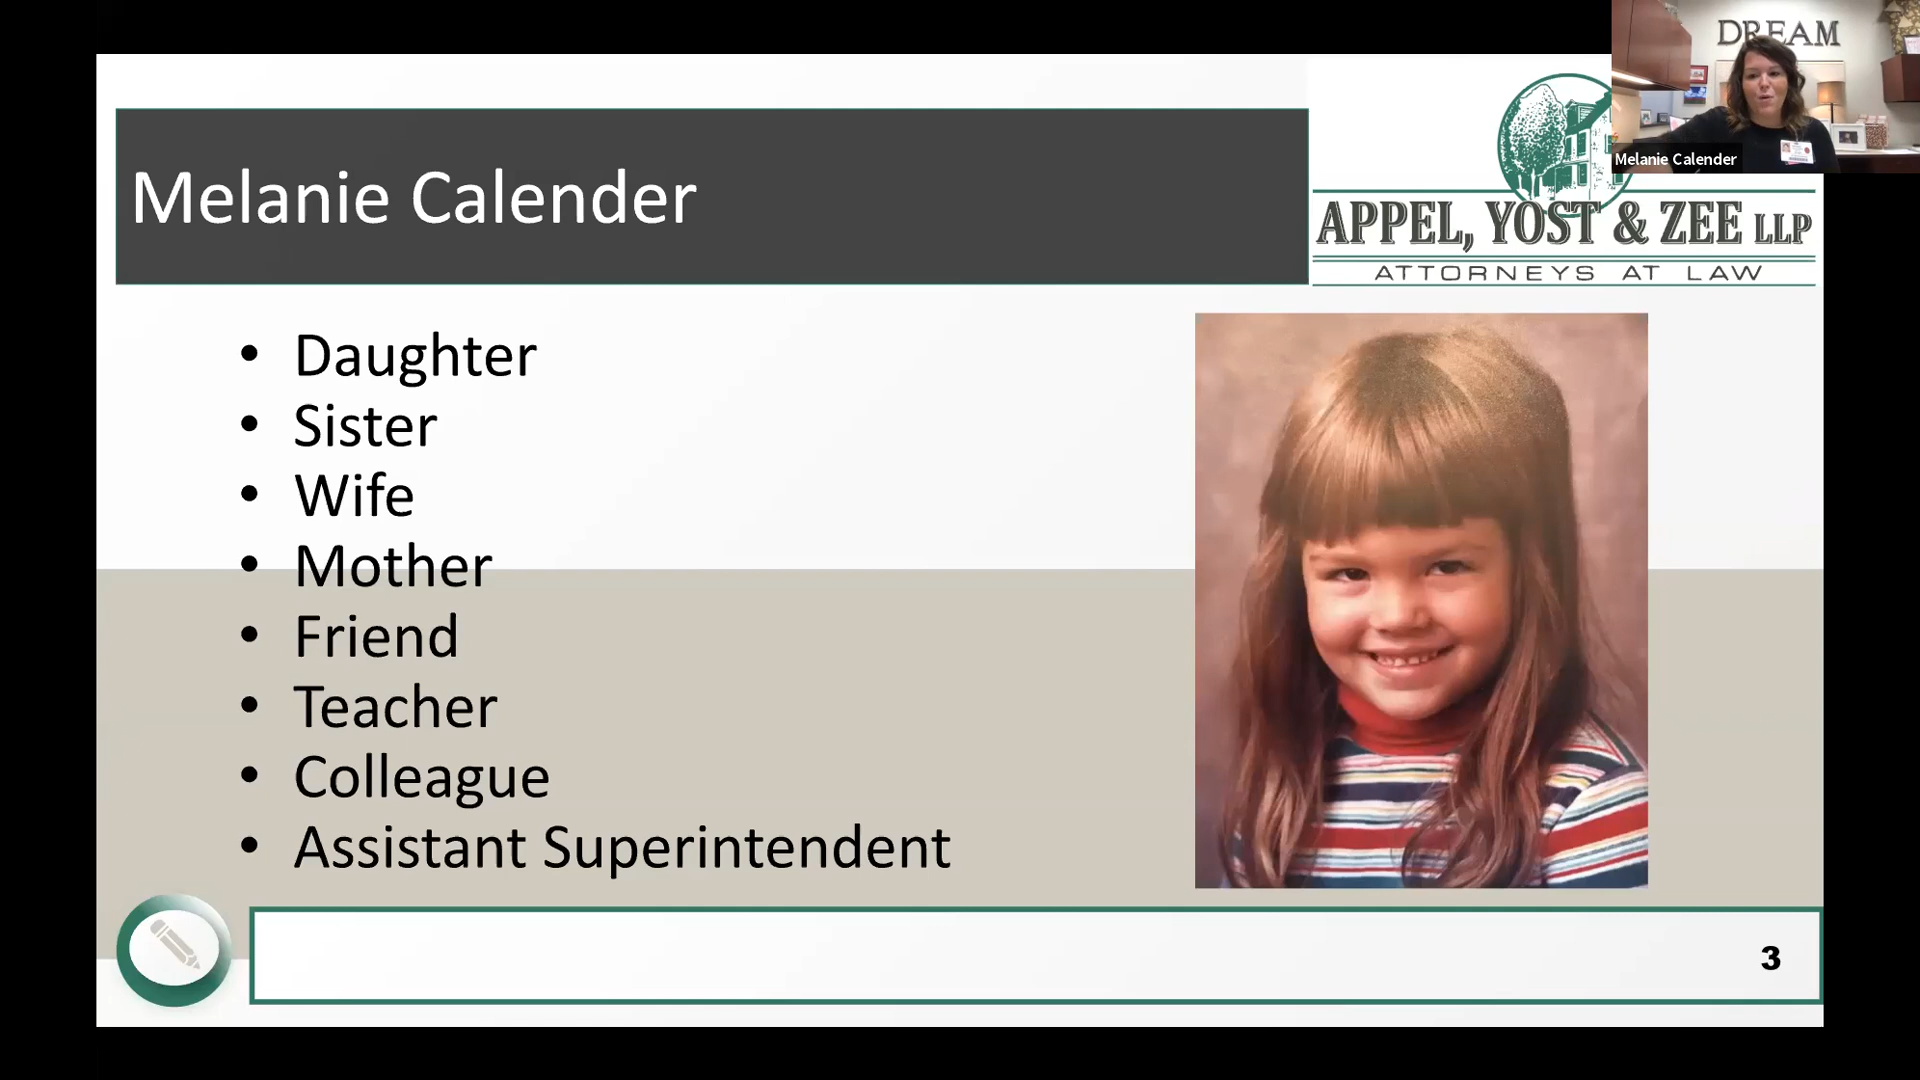 DREAM
Melanie Calender
Melanie Calender
APPEL, YOST & ZEE LLP
ATTORNEYS AT LAW
• Daughter
• Sister
• Wife
• Mother
• Friend
• Teacher
• Colleague
• Assistant Superintendent
3